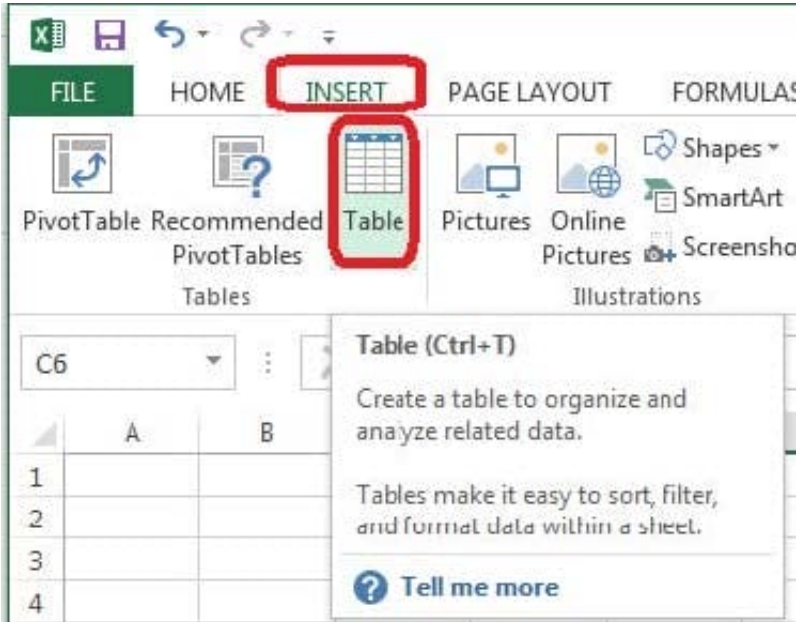 FILE HOME INSERT PAGE LAYOUT FORMULAS
PivotTable Recommended PivotTables Table Pictures Online Pictures
Shapes
SmartArt
Screensho
Tables Illustrations
C6
A B
1
2
3
4
Table (Ctrl+T)
Create a table to organize and
analyze related data.
Tables make it easy to sort, filter,
and format data within a sheet.
Tell me more